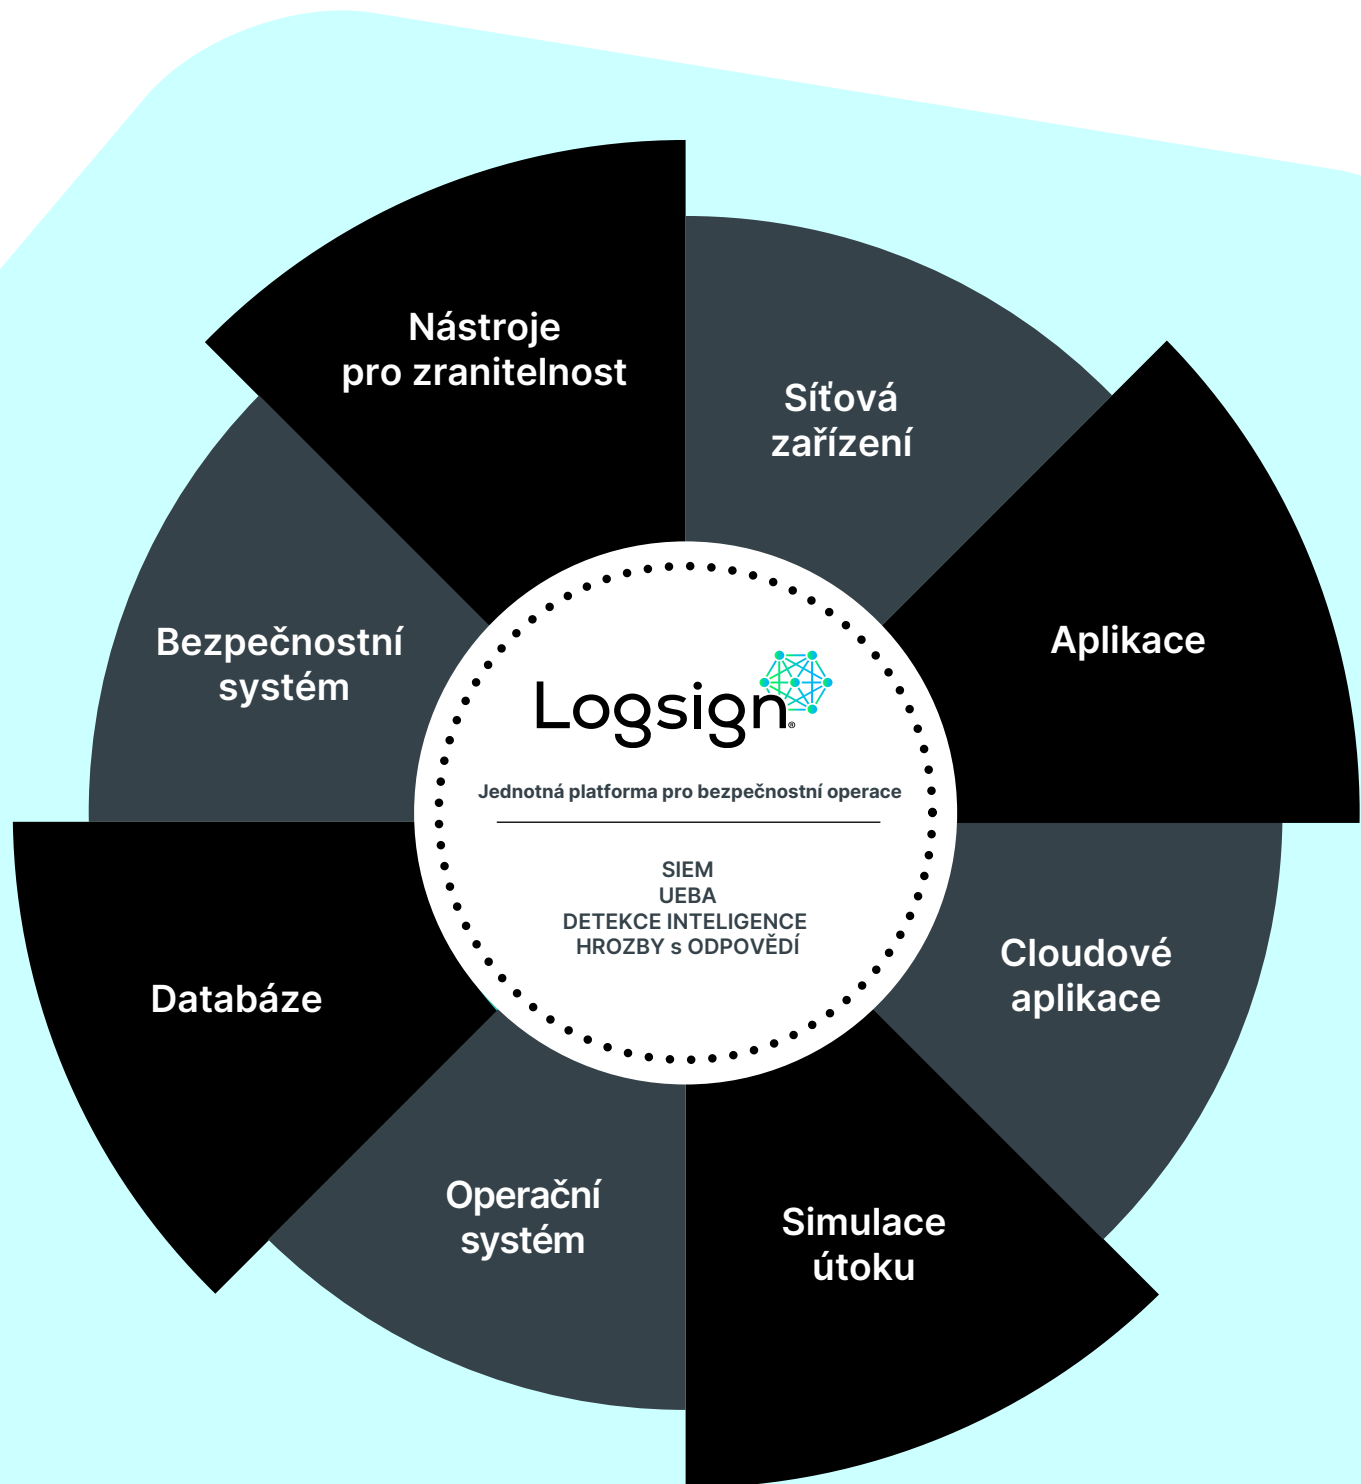 Nástroje
pro zranitelnost
Síťová
zařízení
Aplikace
Cloudové
aplikace
Simulace
útoku
Operační
systém
Databáze
Bezpečnostní
systém
Logsign®
Jednotná platforma pro bezpečnostní operace
SIEM
UEBA
DETEKCE INTELIGENCE
HROZBY s ODPOVĚDÍ